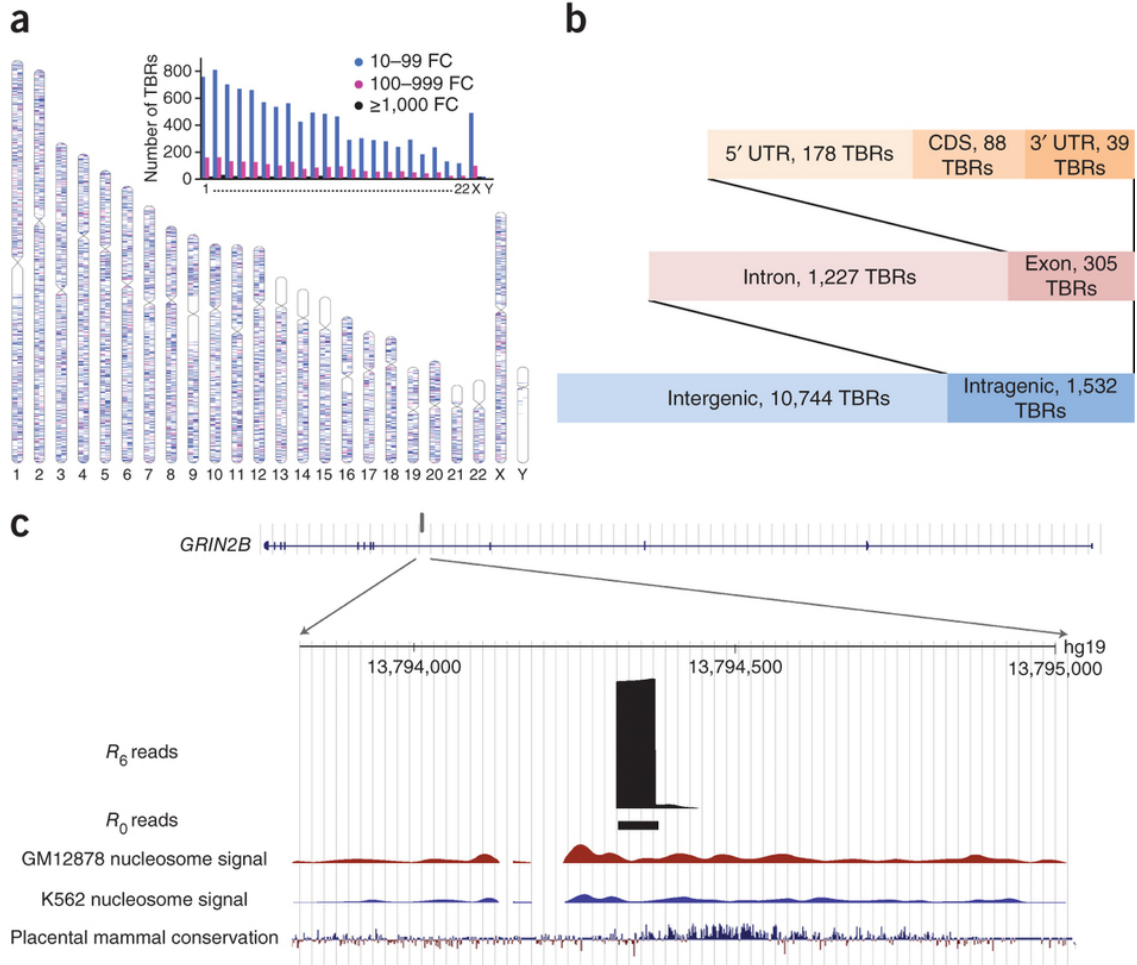 a
Number of TBRs
800
600
400
200
0
10–99 FC
100–999 FC
≥1,000 FC
1 22 X Y
1 2 3 4 5 6 7 8 9 10 11 12 13 14 15 16 17 18 19 20 21 22 X Y
b
5′ UTR, 178 TBRs
CDS, 88
TBRs
3′ UTR, 39
TBRs
Intron, 1,227 TBRs
Exon, 305
TBRs
Intergenic, 10,744 TBRs
Intragenic, 1,532
TBRs
c
GRIN2B
hg19
13,794,000 13,794,500 13,795,000
R6 reads
R0 reads
GM12878 nucleosome signal
K562 nucleosome signal
Placental mammal conservation